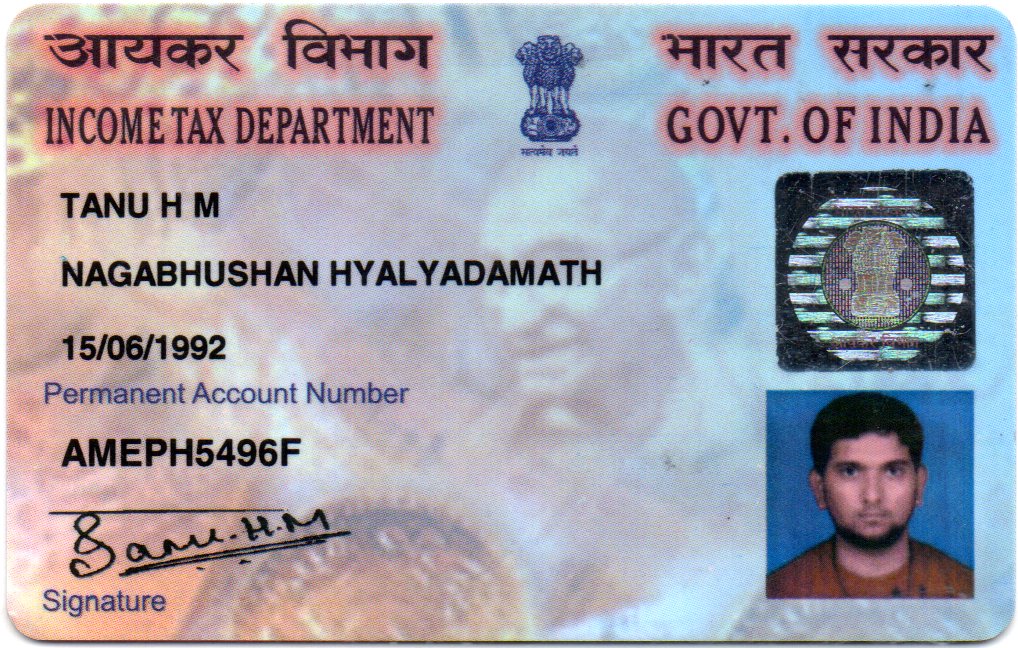 आयकर विभाग
भारत सरकार
INCOME TAX DEPARTMENT
GOVT. OF INDIA
सत्यमेव जयते
TANU H M
NAGABHUSHAN HYALYADAMATH
15/06/1992
Permanent Account Number
AMEPH5496F
Tanu.H.M
Signature